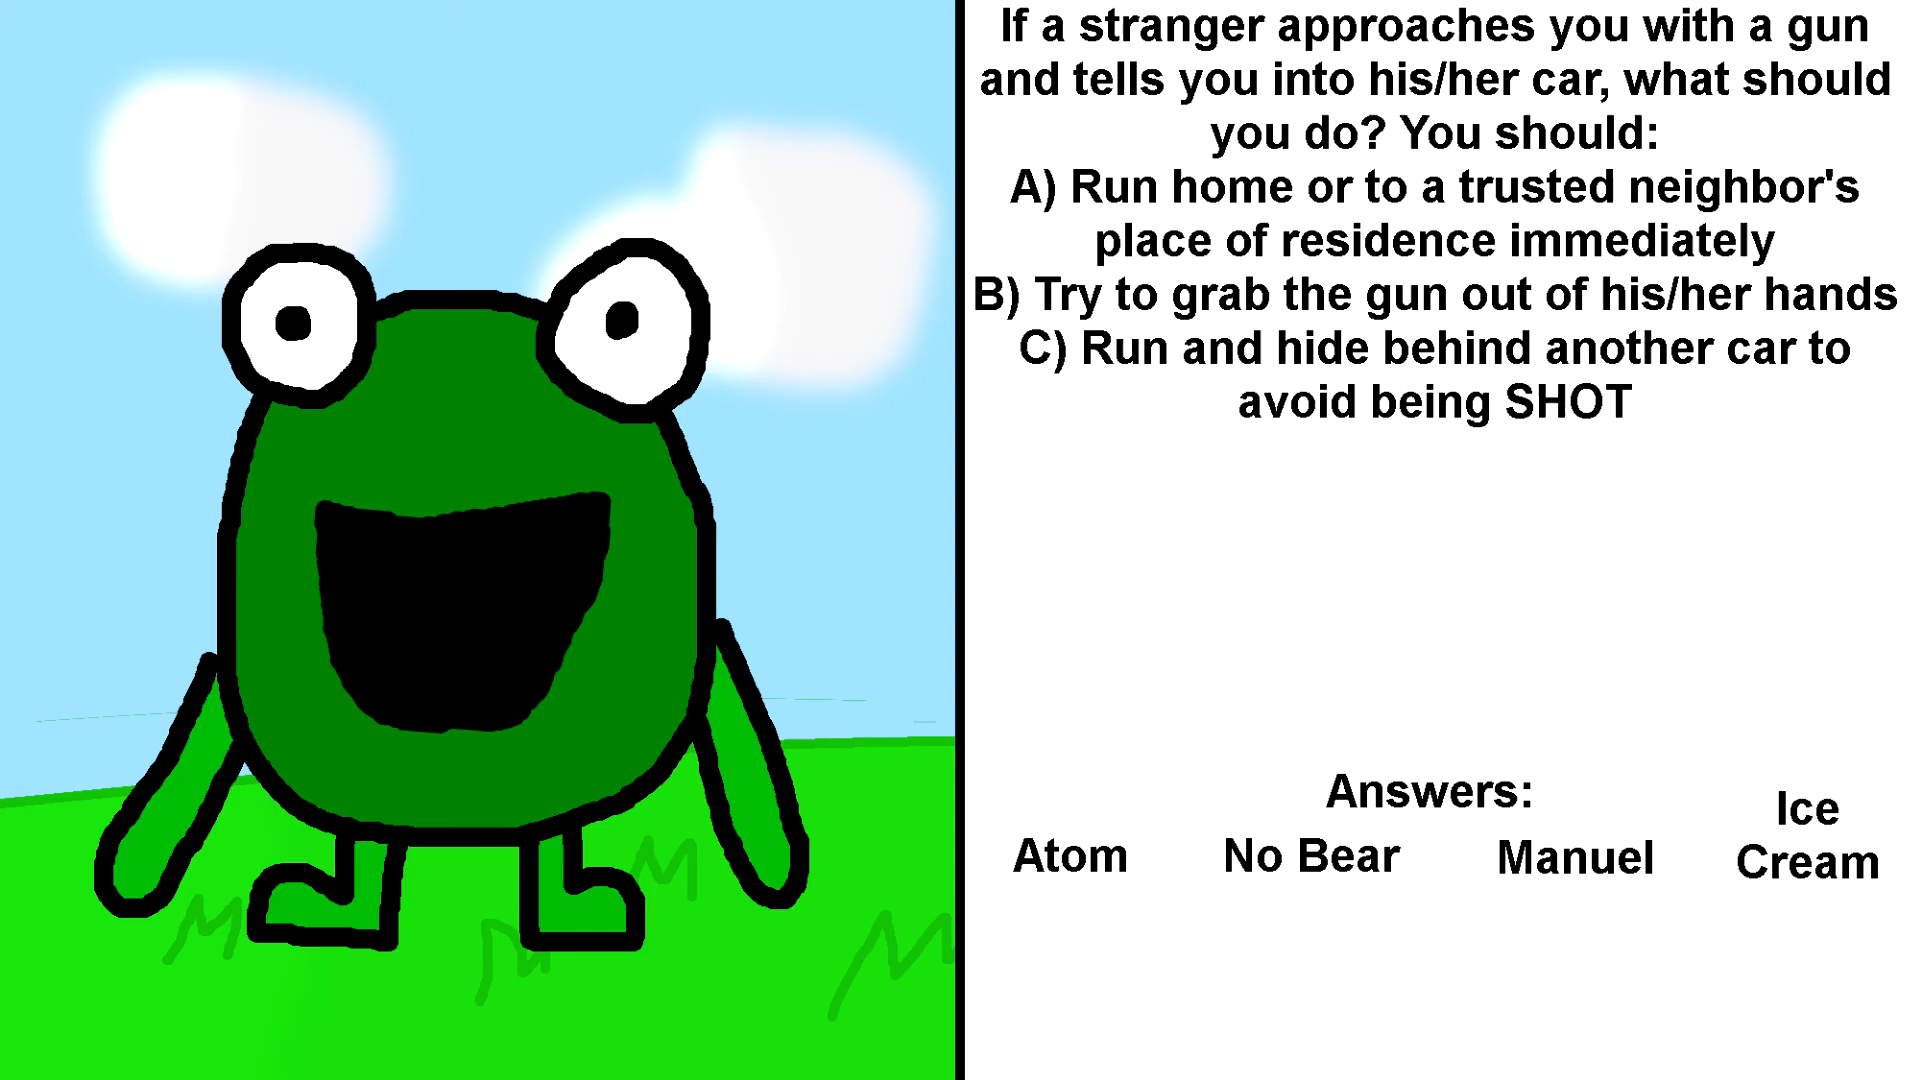 If a stranger approaches you with a gun
and tells you into his/her car, what should
you do? You should:
A) Run home or to a trusted neighbor's
place of residence immediately
B) Try to grab the gun out of his/her hands
C) Run and hide behind another car to
avoid being SHOT
Answers:
Atom
No Bear
Manuel
Ice
Cream